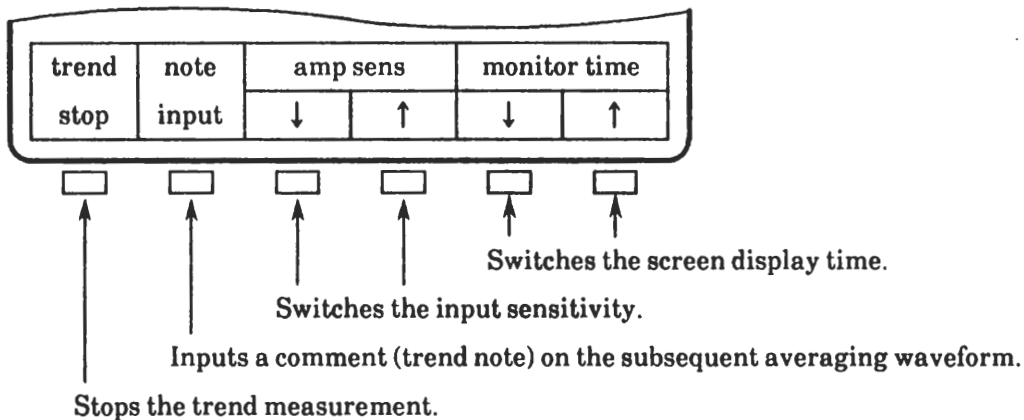 trend note amp sens monitor time
stop input ↓ ↑ ↓ ↑
Switches the screen display time.
Switches the input sensitivity.
Inputs a comment (trend note) on the subsequent averaging waveform.
Stops the trend measurement.